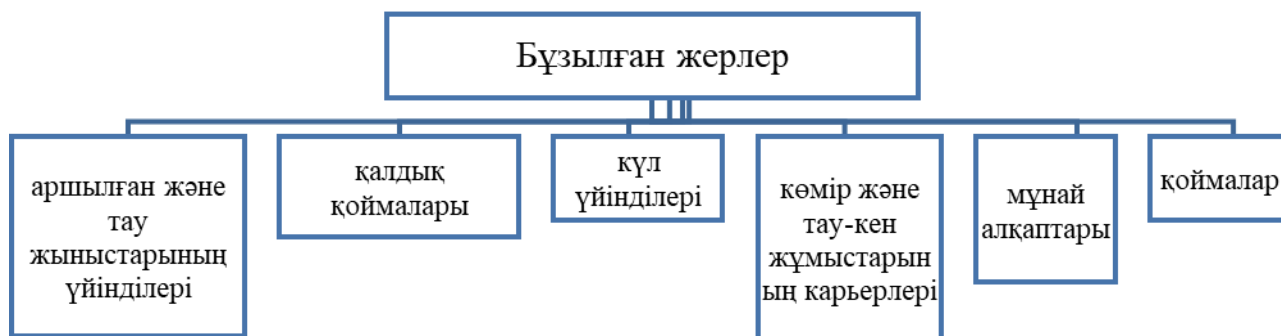 Бұзылған жерлер
аршылған және
тау
жыныстарының
үйінділері
қалдық
қоймалары
күл
үйінділері
көмір және
тау-кен
жұмыстарын
ың карьерлері
мұнай
алқаптары
қоймалар